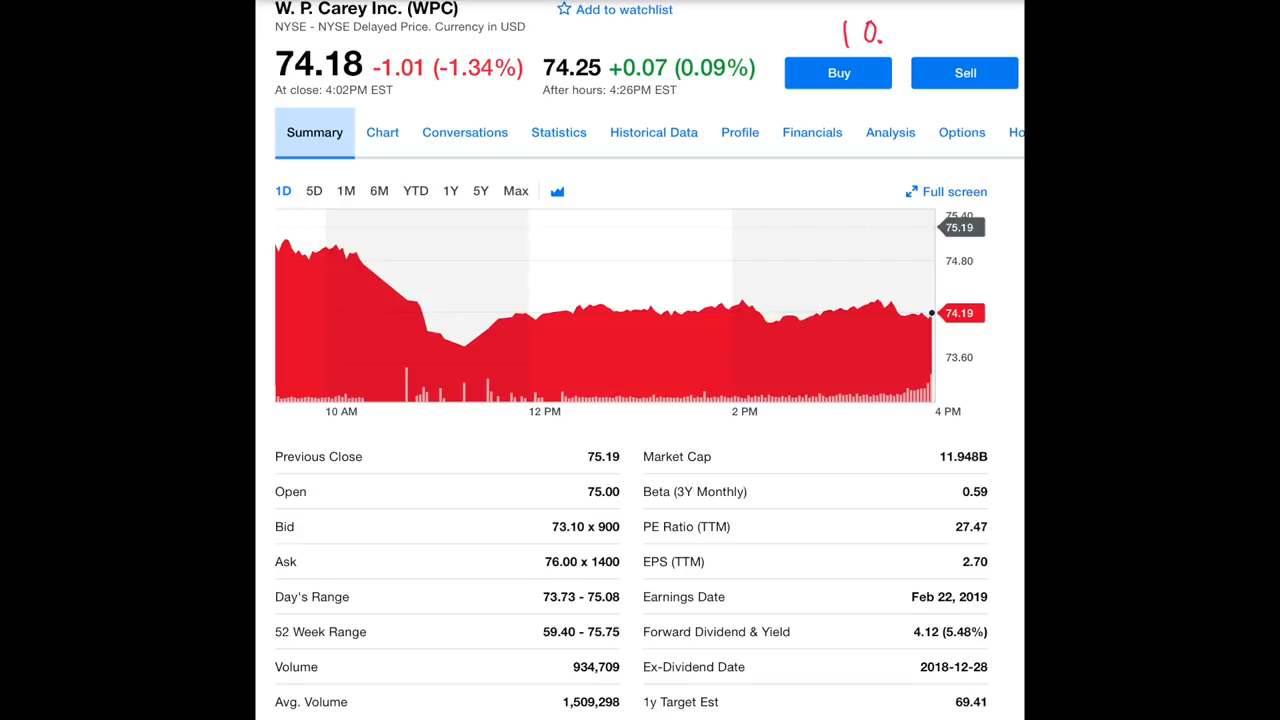 W. P. Carey Inc. (WPC)
Add to watchlist
NYSE - NYSE Delayed Price. Currency in USD
10.
74.18 -1.01 (-1.34%) 74.25 +0.07 (0.09%)
Buy Sell
At close: 4:02PM EST After hours: 4:26PM EST
Summary Chart Conversations Statistics Historical Data Profile Financials Analysis Options Ho
1D 5D 1M 6M YTD 1Y 5Y Max
Full screen
75.40
75.19
74.80
74.19
73.60
10 AM 12 PM 2 PM 4 PM
Previous Close 75.19 Market Cap 11.948B
Open 75.00 Beta (3Y Monthly) 0.59
Bid 73.10 x 900 PE Ratio (TTM) 27.47
Ask 76.00 x 1400 EPS (TTM) 2.70
Day's Range 73.73 - 75.08 Earnings Date Feb 22, 2019
52 Week Range 59.40 - 75.75 Forward Dividend & Yield 4.12 (5.48%)
Volume 934,709 Ex-Dividend Date 2018-12-28
Avg. Volume 1,509,298 1y Target Est 69.41